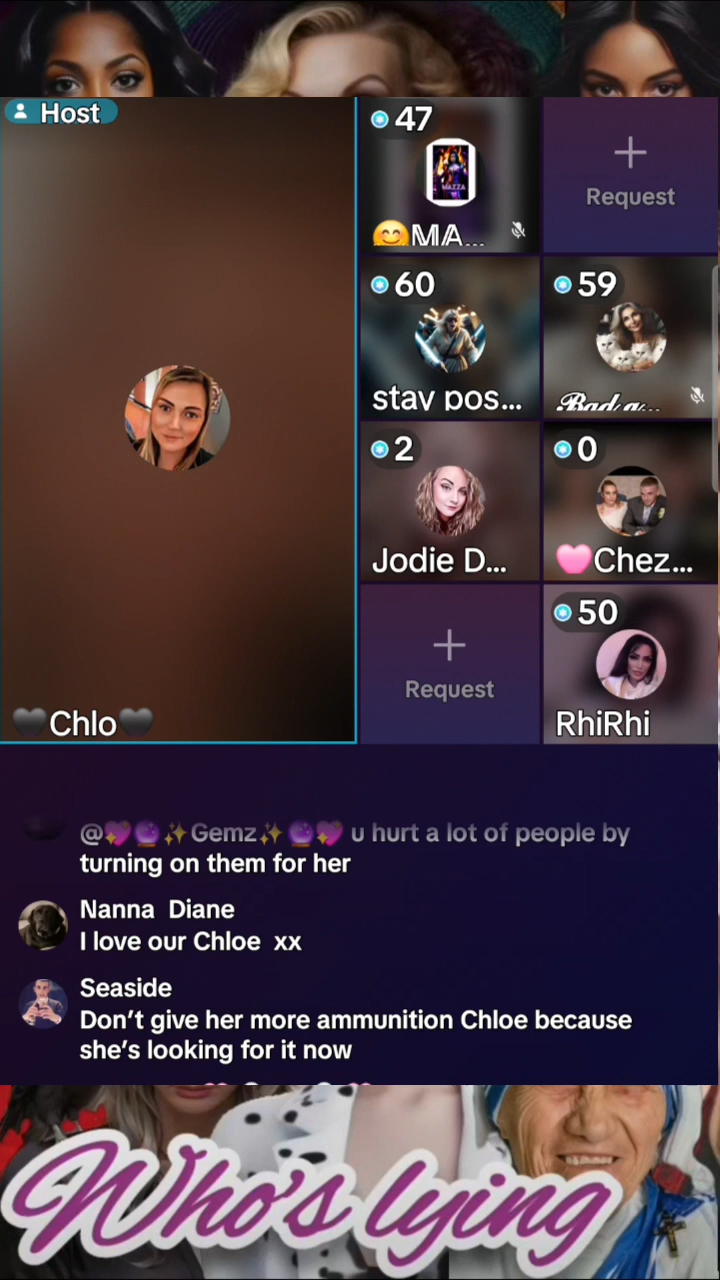 Host
47
MA...
Request
60
stav pos...
59
Bad a...
2
Jodie D...
0
🩷Chez...
Request
50
RhiRhi
🖤Chlo🖤
@💖🔮✨Gemz✨🔮💖 u hurt a lot of people by
turning on them for her
Nanna Diane
I love our Chloe xx
Seaside
Don't give her more ammunition Chloe because
she's looking for it now
Who's lying